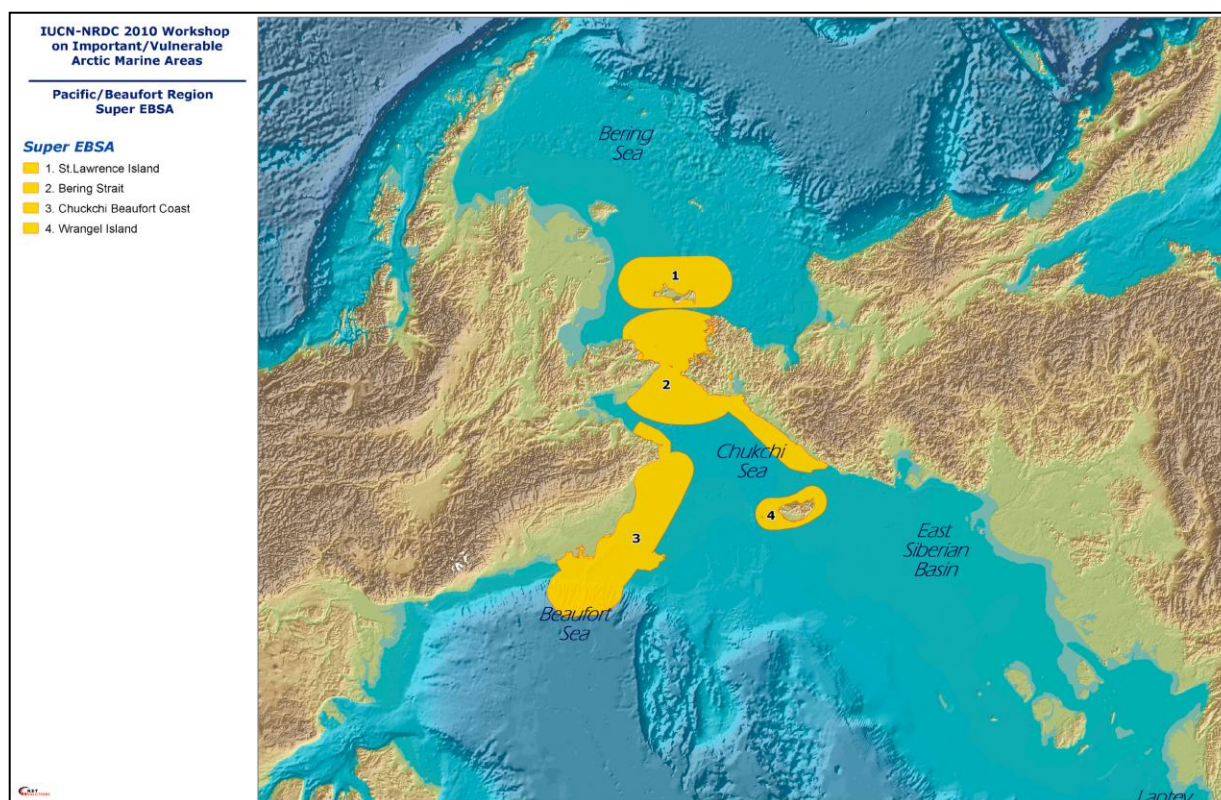 IUCN-NRDC 2010 Workshop
on Important/Vulnerable
Arctic Marine Areas
Pacific/Beaufort Region
Super EBSA
Super EBSA
1. St.Lawrence Island
2. Bering Strait
3. Chuckchi Beaufort Coast
4. Wrangel Island
Bering
Sea
1
2
Chukchi
Sea
4
3
East
Siberian
Basin
Beaufort
Sea
Laptev